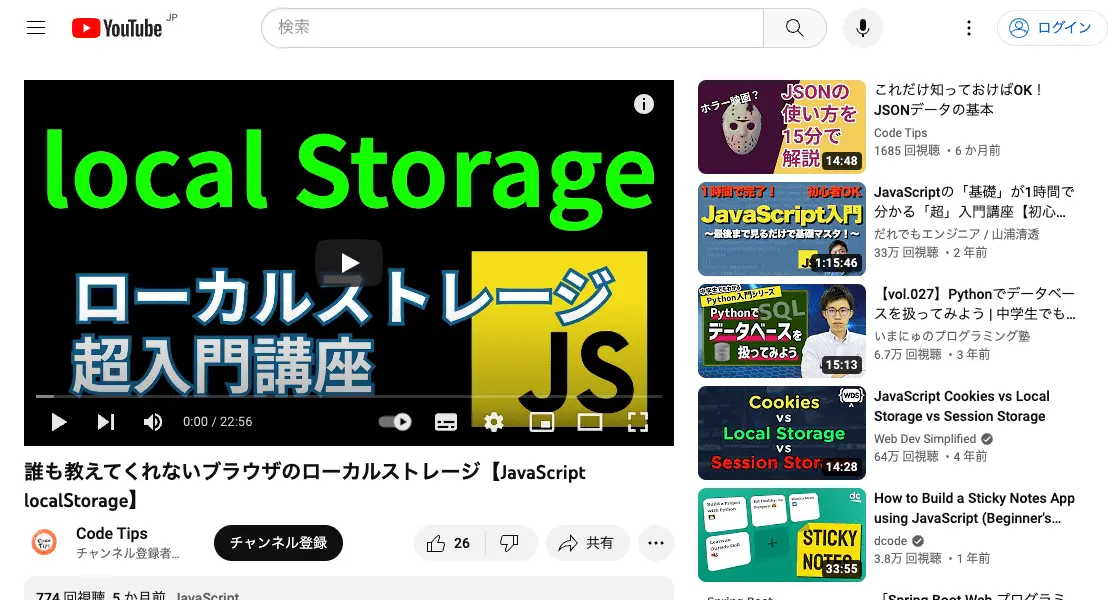 YouTube JP
検索
ログイン
local Storage
ローカルストレージ
超入門講座
JS
0:00 / 22:56
誰も教えてくれないブラウザのローカルストレージ【JavaScript
localStorage】
Code Tips
Code Tips
チャンネル登録者...
チャンネル登録
26
共有
774 回視聴 5 か月前 JavaScript
ホラー映画？
JSONの
使い方を
15分で
解説
14:48
これだけ知っておけばOK！
JSONデータの基本
Code Tips
1685 回視聴 ・6 か月前
1時間で完了！ 初心者OK
JavaScript入門
〜最後まで見るだけで基礎マスタ！〜
JS
1:15:46
JavaScriptの「基礎」が1時間で
分かる「超」入門講座【初心...
だれでもエンジニア / 山浦清透
33万 回視聴 ・2 年前
中学生でもわかる
Python入門シリーズ
PythonでSQL
データベースを
扱ってみよう
15:13
【vol.027】Pythonでデータベー
スを扱ってみよう | 中学生でも...
いまにゅのプログラミング塾
6.7万 回視聴 ・3 年前
WDS
Cookies
vs
Local Storage
vs
Session Stor
14:28
JavaScript Cookies vs Local
Storage vs Session Storage
Web Dev Simplified
64万 回視聴 ・4 年前
Build a Project
with Python
dc
STICKY
NOTES
33:55
How to Build a Sticky Notes App
using JavaScript (Beginner's...
dcode
3.8万 回視聴 ・1 年前
Spring Boot
「Spring Boot Web プログラミ